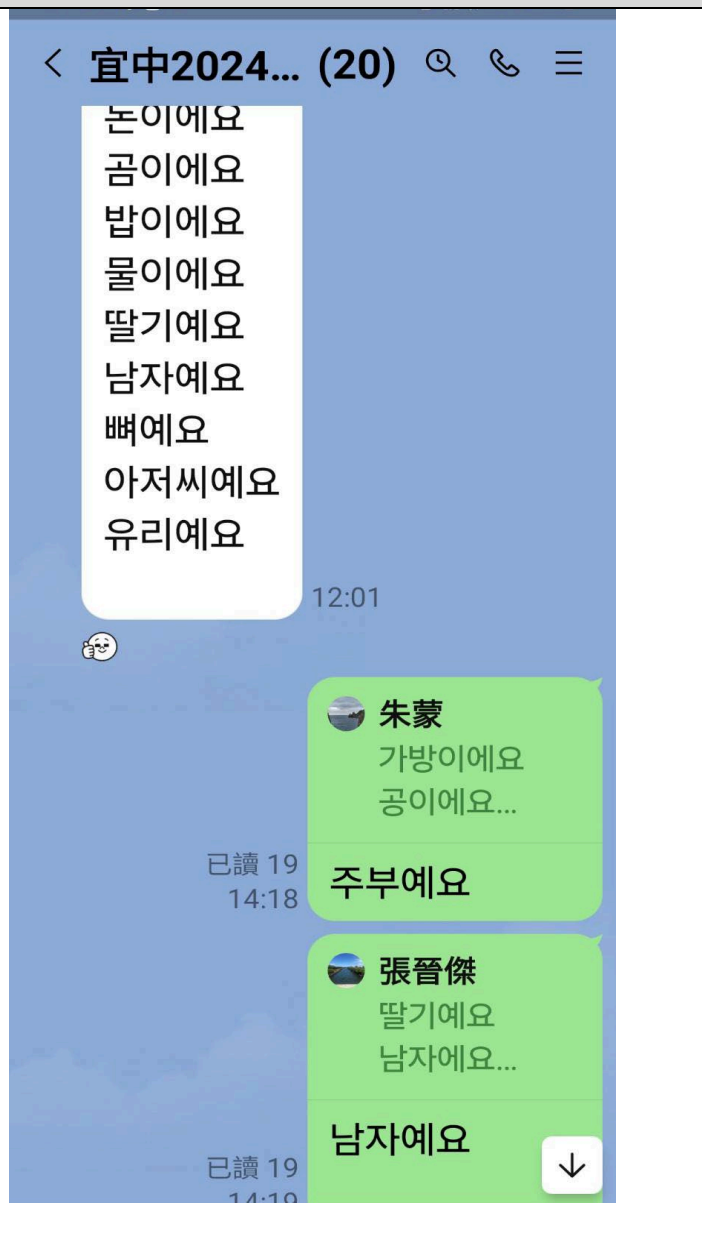 宜中2024... (20)
돈이에요
곰이에요
밥이에요
물이에요
딸기예요
남자예요
뼈예요
아저씨예요
유리예요
12:01
朱蒙
가방이에요
공이에요...
已讀 19
14:18
주부예요
張晉傑
딸기예요
남자에요...
남자예요
已讀 19
14:19